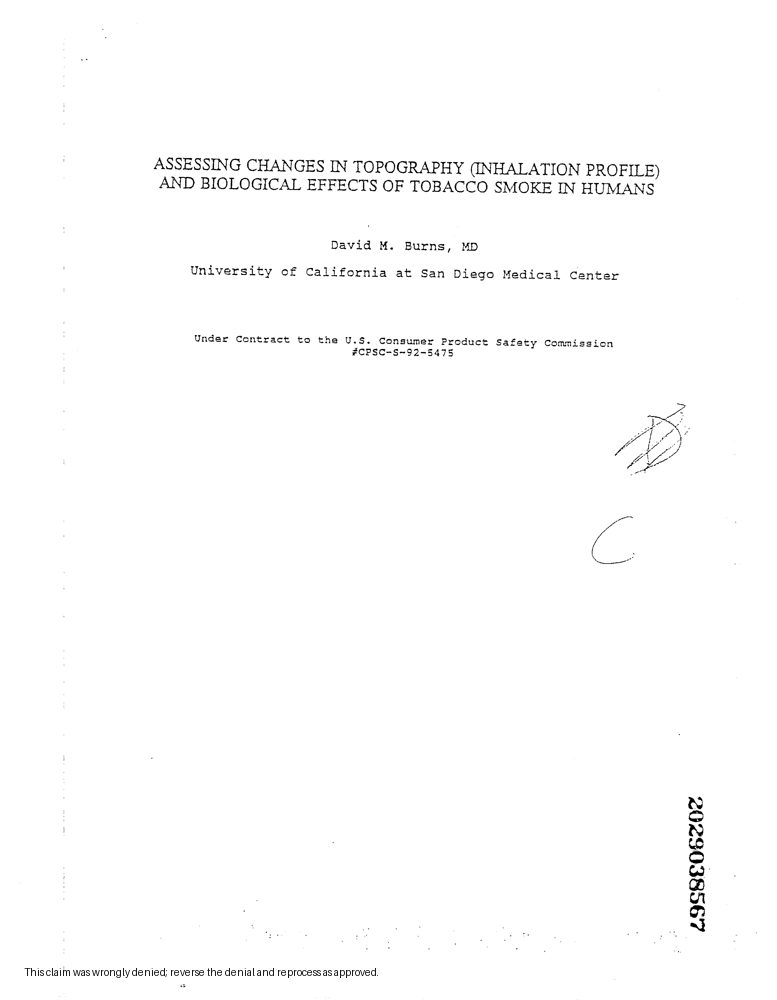 ASSESSING CHANGES IN TOPOGRAPHY (INHALATION PROFILE)
AND BIOLOGICAL EFFECTS OF TOBACCO SMOKE IN HUMANS
David M. Burns, MD
University of California at San Diego Medical Center
Under Contract to the U.S. Consumer Product Safety Commission
#CPSC-S-92-5475
C
2029038567
This claim was wrongly denied; reverse the denial and reprocess as approved.